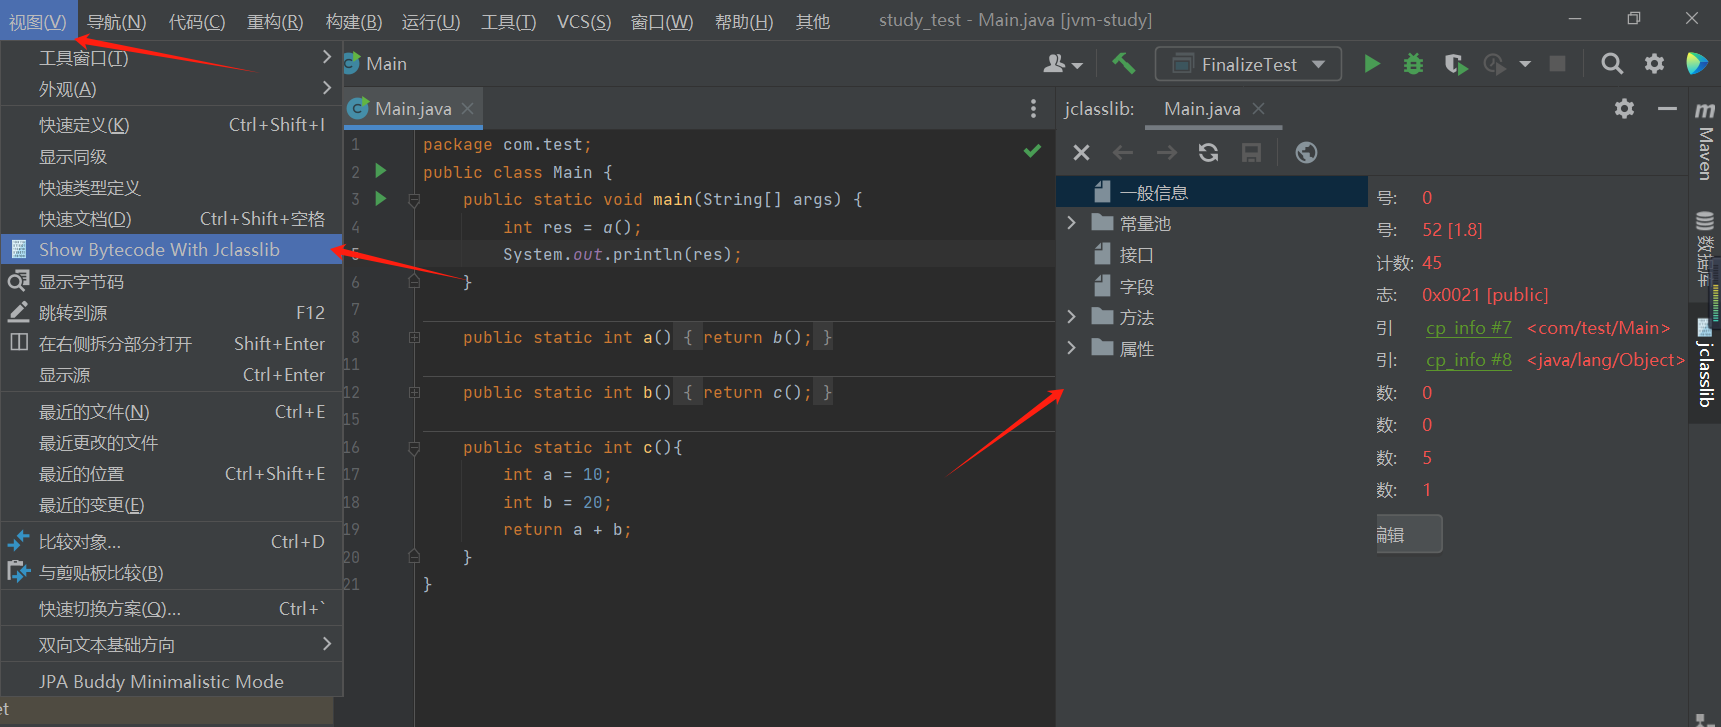 视图(V) 导航(N) 代码(C) 重构(R) 构建(B) 运行(U) 工具(T) VCS(S) 窗口(W) 帮助(H) 其他 study_test - Main.java [jvm-study]
工具窗口(T)
外观(A)
快速定义(K) Ctrl+Shift+I
显示同级
快速类型定义
快速文档(D) Ctrl+Shift+空格
Show Bytecode With Jclasslib
显示字节码
跳转到源 F12
在右侧拆分部分打开 Shift+Enter
显示源 Ctrl+Enter
最近的文件(N) Ctrl+E
最近更改的文件
最近的位置 Ctrl+Shift+E
最近的变更(E)
比较对象... Ctrl+D
与剪贴板比较(B)
快速切换方案(Q)... Ctrl+`
双向文本基础方向
JPA Buddy Minimalistic Mode
et
Main
FinalizeTest
Main.java
1 package com.test;
2 public class Main {
3 public static void main(String[] args) {
4 int res = a();
5 System.out.println(res);
6 }
7
8 public static int a() { return b(); }
11
12 public static int b() { return c(); }
15
16 public static int c(){
17 int a = 10;
18 int b = 20;
19 return a + b;
20 }
21 }
jclasslib: Main.java
一般信息
常量池
接口
字段
方法
属性
号: 0
号: 52 [1.8]
计数: 45
志: 0x0021 [public]
引 cp_info #7 <com/test/Main>
引: cp_info #8 <java/lang/Object>
数: 0
数: 0
数: 5
数: 1
编辑
Maven
数据库
jclasslib